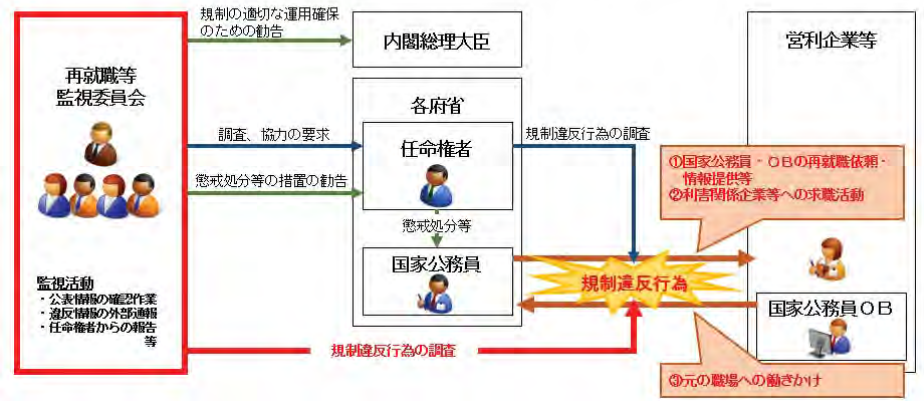 再就職等
監視委員会
監視活動
・公表情報の確認作業
・違反情報の外部通報
・任命権者からの報告
等
規制の適切な運用確保
のための勧告
内閣総理大臣
各府省
調査、協力の要求
任命権者
懲戒処分等の措置の勧告
懲戒処分等
国家公務員
規制違反行為の調査
規制違反行為
規制違反行為の調査
営利企業等
①国家公務員・OBの再就職依頼・
情報提供等
②利害関係企業等への求職活動
国家公務員OB
③元の職場への働きかけ